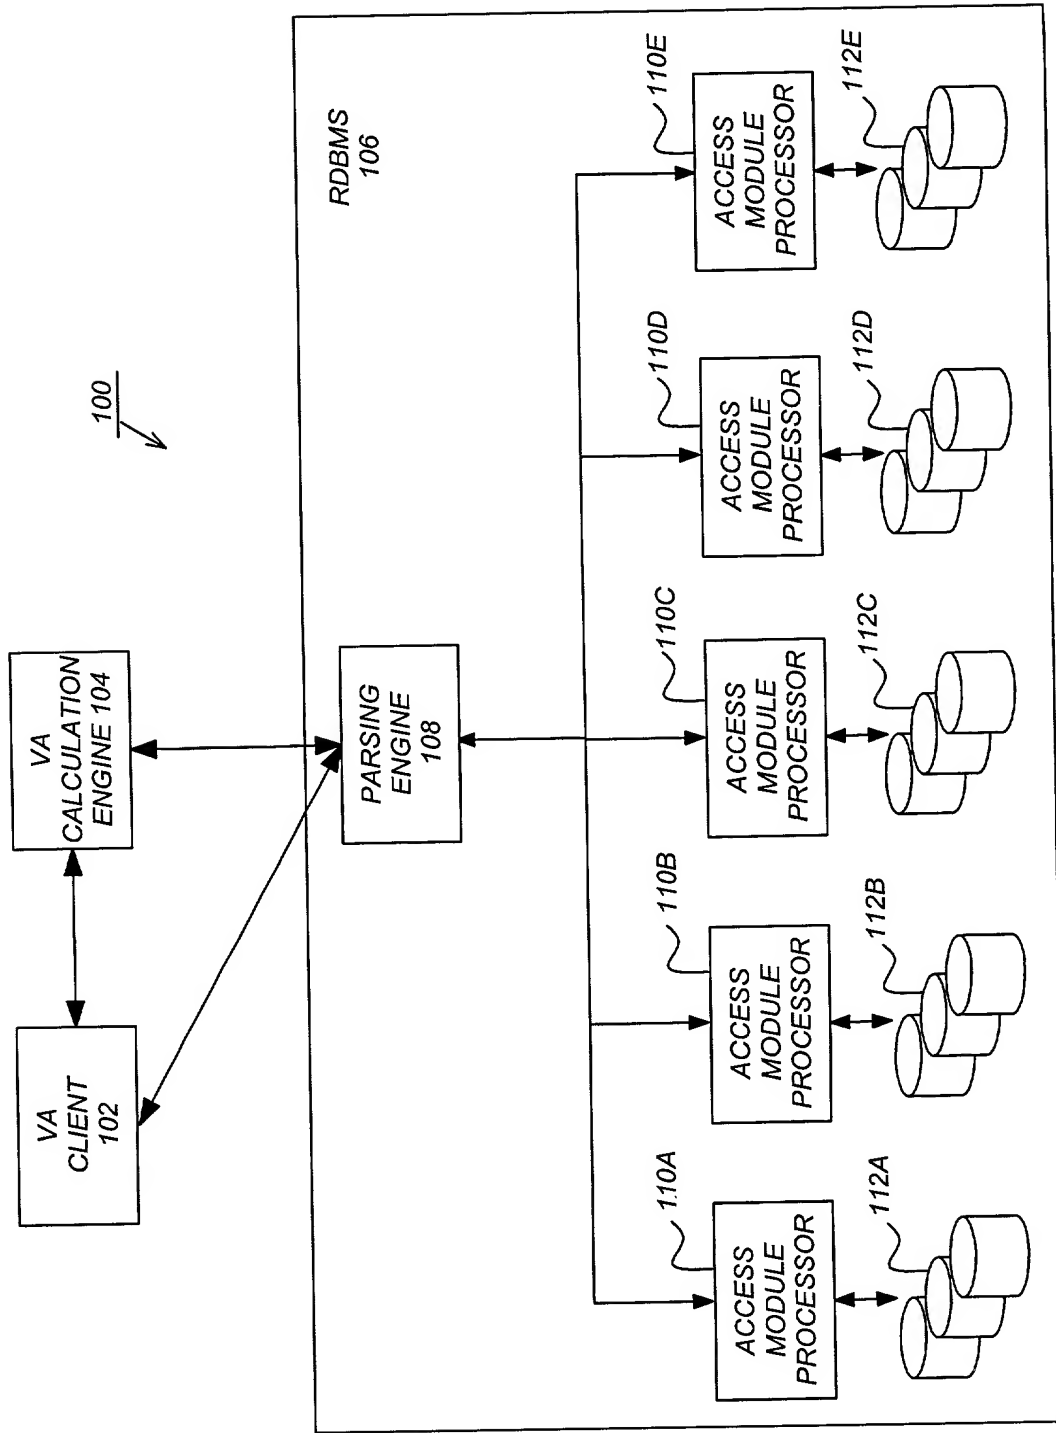 100
VA
CLIENT
102
VA
CALCULATION
ENGINE 104
RDBMS
106
PARSING
ENGINE
108
110A
110B
110C
110D
110E
ACCESS
MODULE
PROCESSOR
ACCESS
MODULE
PROCESSOR
ACCESS
MODULE
PROCESSOR
ACCESS
MODULE
PROCESSOR
ACCESS
MODULE
PROCESSOR
112A
112B
112C
112D
112E